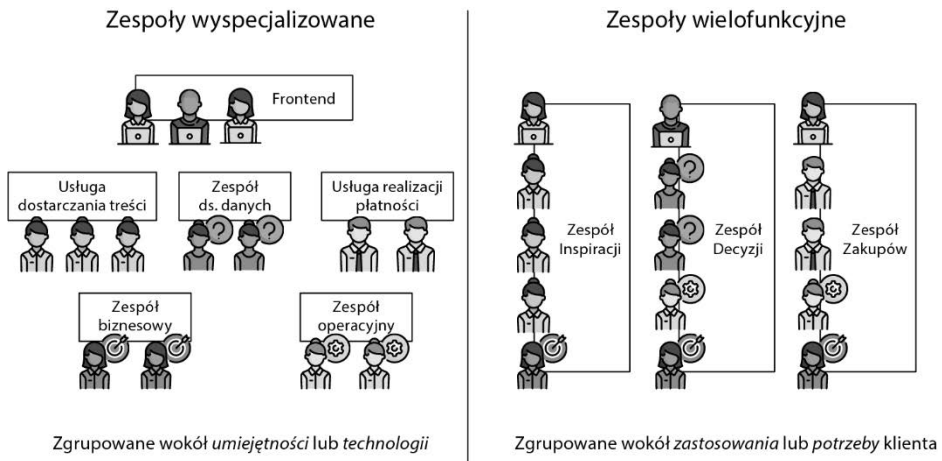 Zespoły wyspecjalizowane
Frontend
Usługa
dostarczania treści
Zespół
ds. danych
Usługa realizacji
płatności
Zespół
biznesowy
Zespół
operacyjny
Zgrupowane wokół umiejętności lub technologii
Zespoły wielofunkcyjne
Zespół
Inspiracji
Zespół
Decyzji
Zespół
Zakupów
Zgrupowane wokół zastosowania lub potrzeby klienta